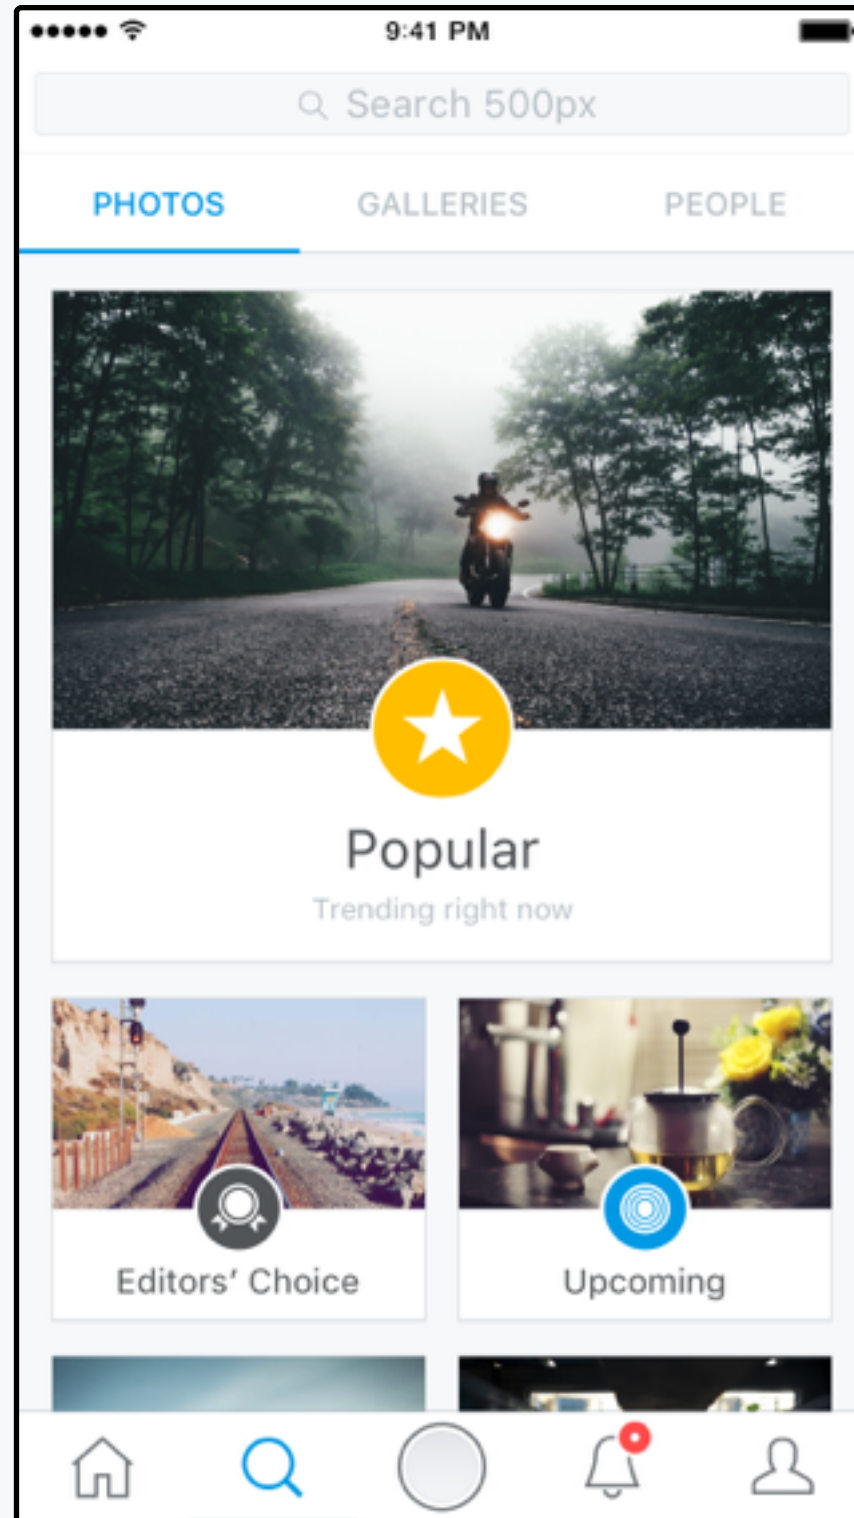 9:41 PM
Search 500px
PHOTOS GALLERIES PEOPLE
Popular
Trending right now
Editors’ Choice Upcoming